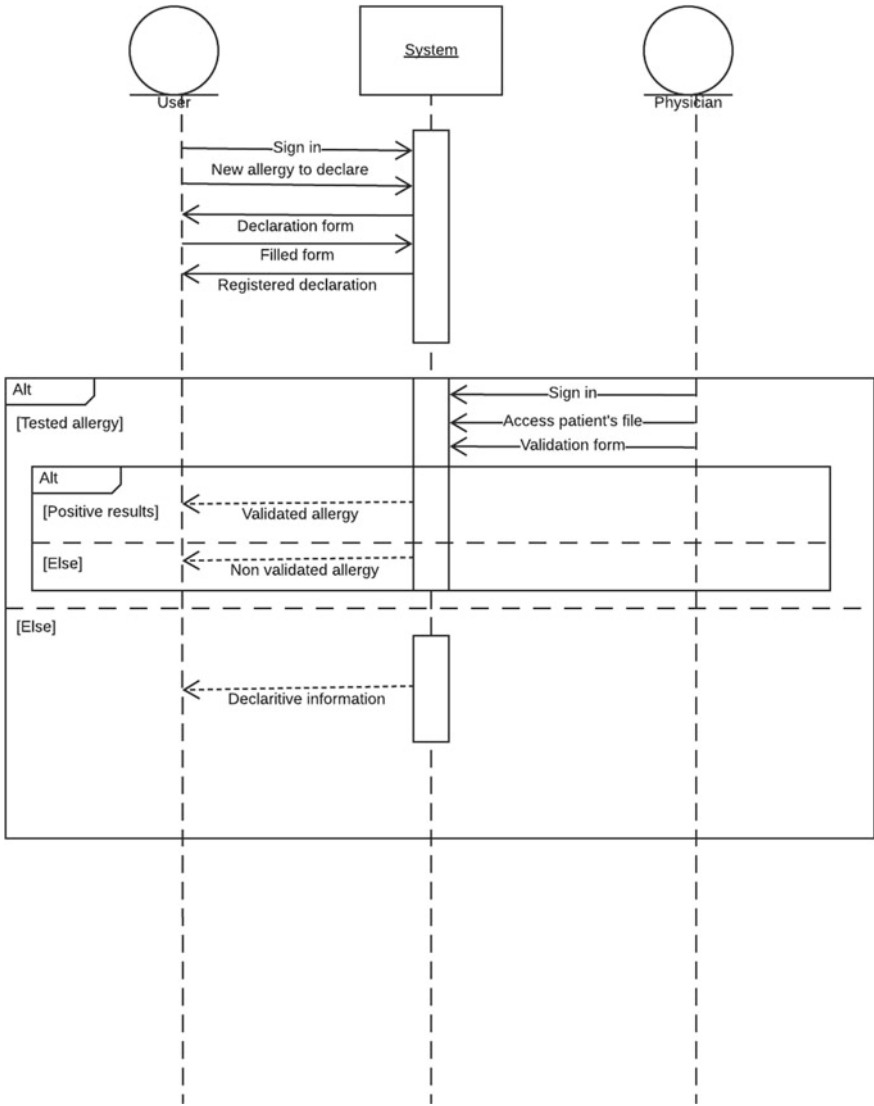 User
System
Physician
Sign in
New allergy to declare
Declaration form
Filled form
Registered declaration
Alt
Sign in
[Tested allergy]
Access patient's file
Validation form
Alt
[Positive results]
Validated allergy
[Else]
Non validated allergy
[Else]
Declaritive information